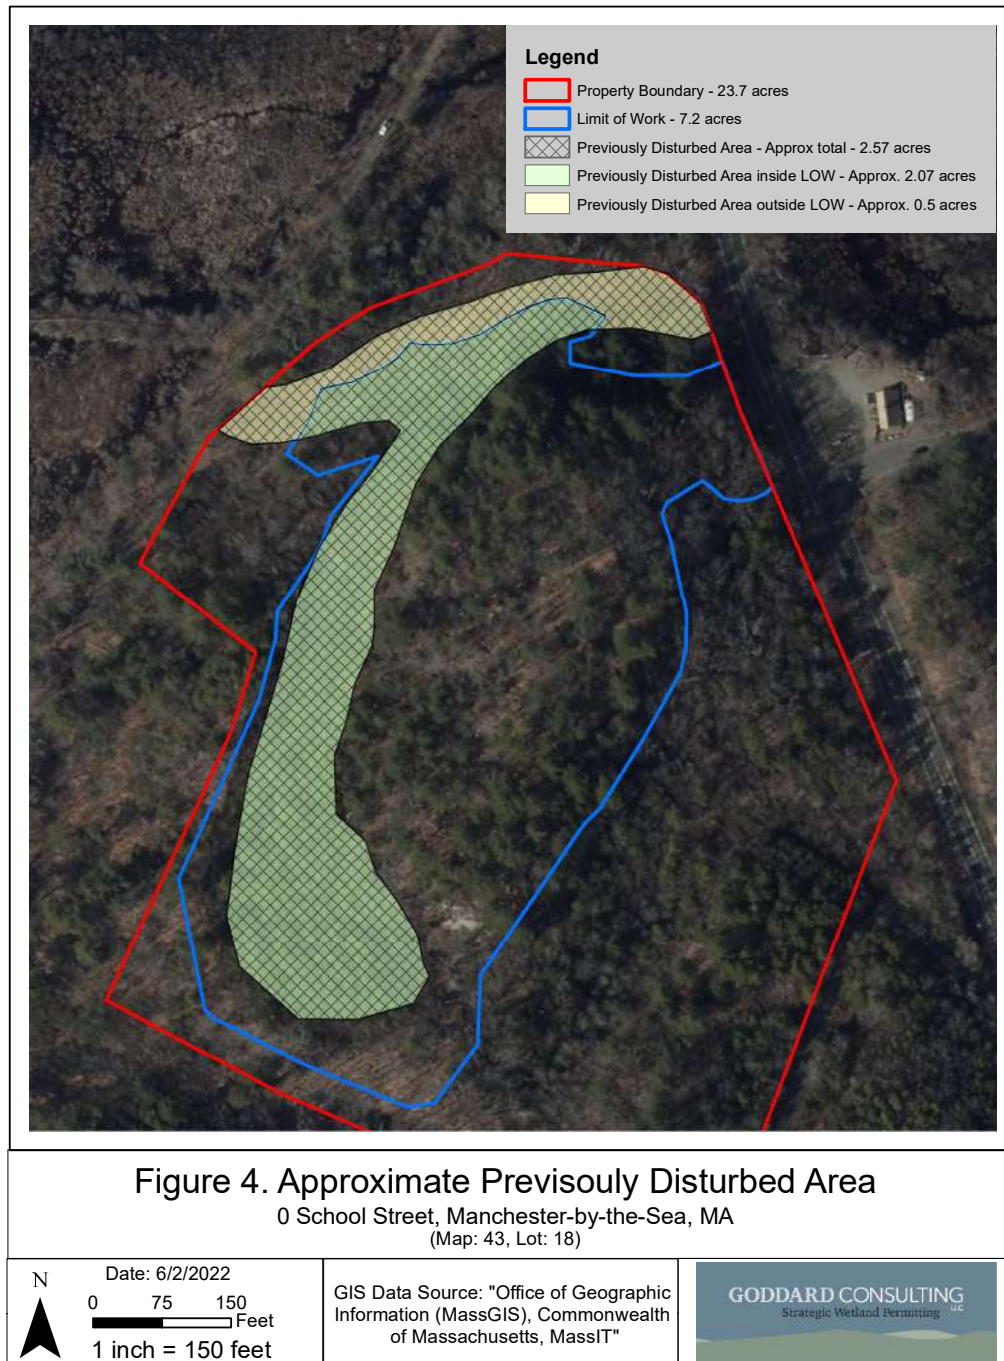 Legend
Property Boundary - 23.7 acres
Limit of Work - 7.2 acres
Previously Disturbed Area - Approx total - 2.57 acres
Previously Disturbed Area inside LOW - Approx. 2.07 acres
Previously Disturbed Area outside LOW - Approx. 0.5 acres
Figure 4. Approximate Previsouly Disturbed Area
0 School Street, Manchester-by-the-Sea, MA
(Map: 43, Lot: 18)
N
Date: 6/2/2022
0 75 150
Feet
1 inch = 150 feet
GIS Data Source: "Office of Geographic
Information (MassGIS), Commonwealth
of Massachusetts, MassIT"
GODDARD CONSULTING LLC
Strategic Wetland Permitting